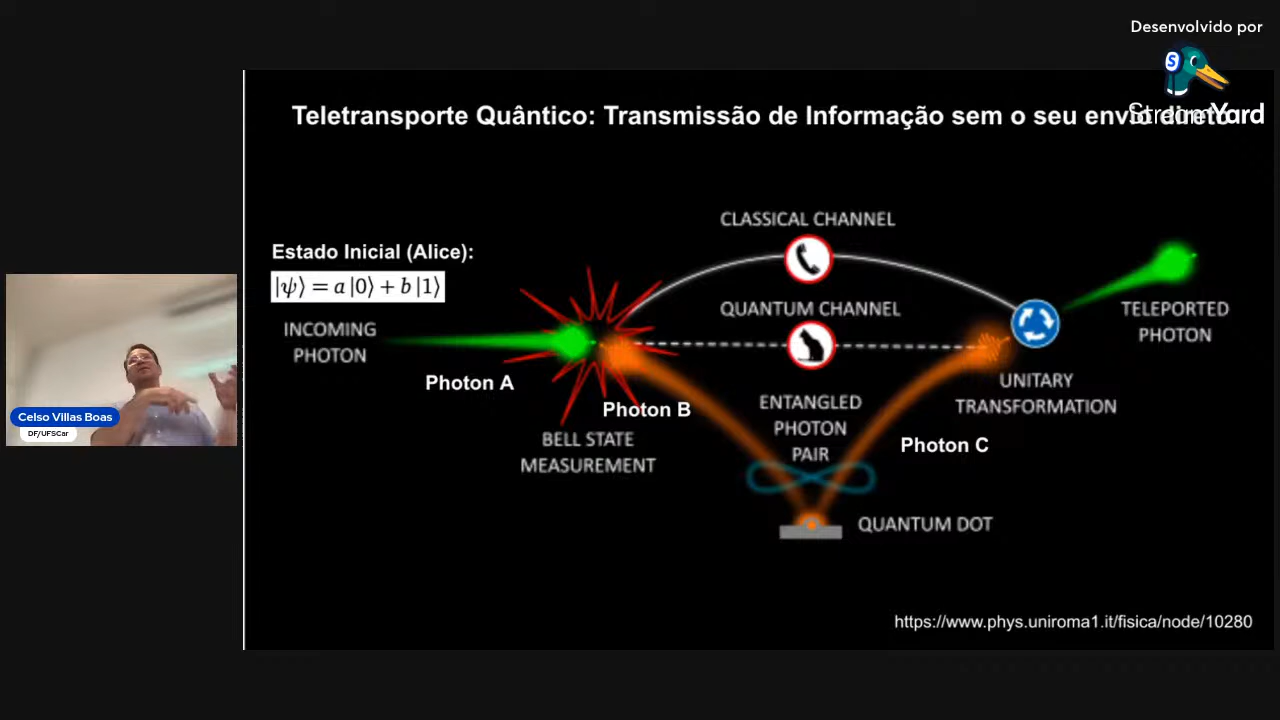 Desenvolvido por
StreamYard
Teletransporte Quântico: Transmissão de Informação sem o seu envio direto
CLASSICAL CHANNEL
Estado Inicial (Alice):
|ψ⟩ = a |0⟩ + b |1⟩
QUANTUM CHANNEL
INCOMING
PHOTON
TELEPORTED
PHOTON
Photon A
Photon B
BELL STATE
MEASUREMENT
ENTANGLED
PHOTON
PAIR
UNITARY
TRANSFORMATION
Photon C
QUANTUM DOT
Celso Villas Boas
DF/UFSCar
https://www.phys.uniroma1.it/fisica/node/10280